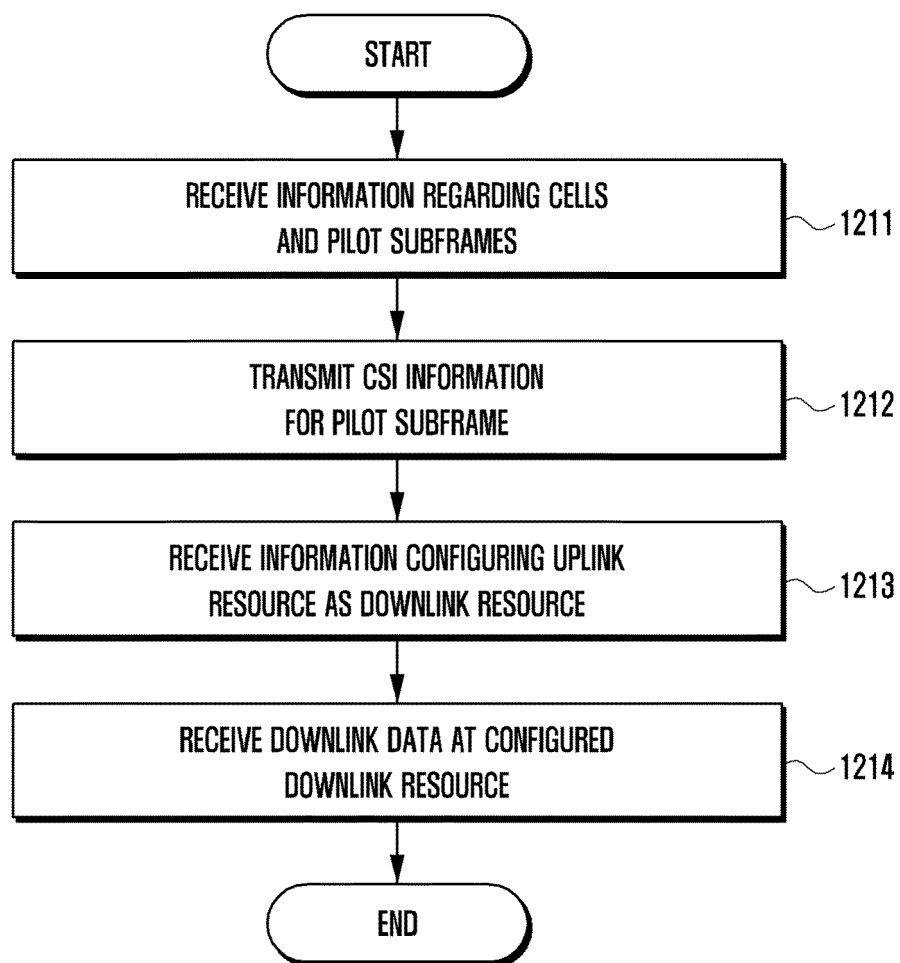 START
RECEIVE INFORMATION REGARDING CELLS
AND PILOT SUBFRAMES
1211
TRANSMIT CSI INFORMATION
FOR PILOT SUBFRAME
1212
RECEIVE INFORMATION CONFIGURING UPLINK
RESOURCE AS DOWNLINK RESOURCE
1213
RECEIVE DOWNLINK DATA AT CONFIGURED
DOWNLINK RESOURCE
1214
END